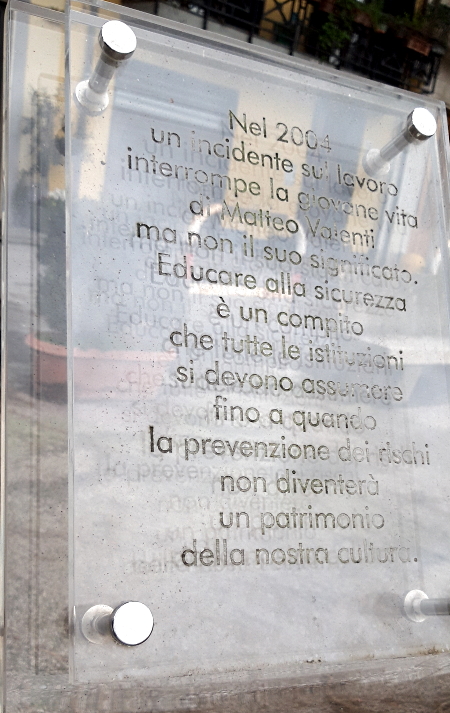 Nel 2004
un incidente sul lavoro
interrompe la giovane vita
di Matteo Valenti
ma non il suo significato.
Educare alla sicurezza
è un compito
che tutte le istituzioni
si devono assumere
fino a quando
la prevenzione dei rischi
non diventerà
un patrimonio
della nostra cultura.